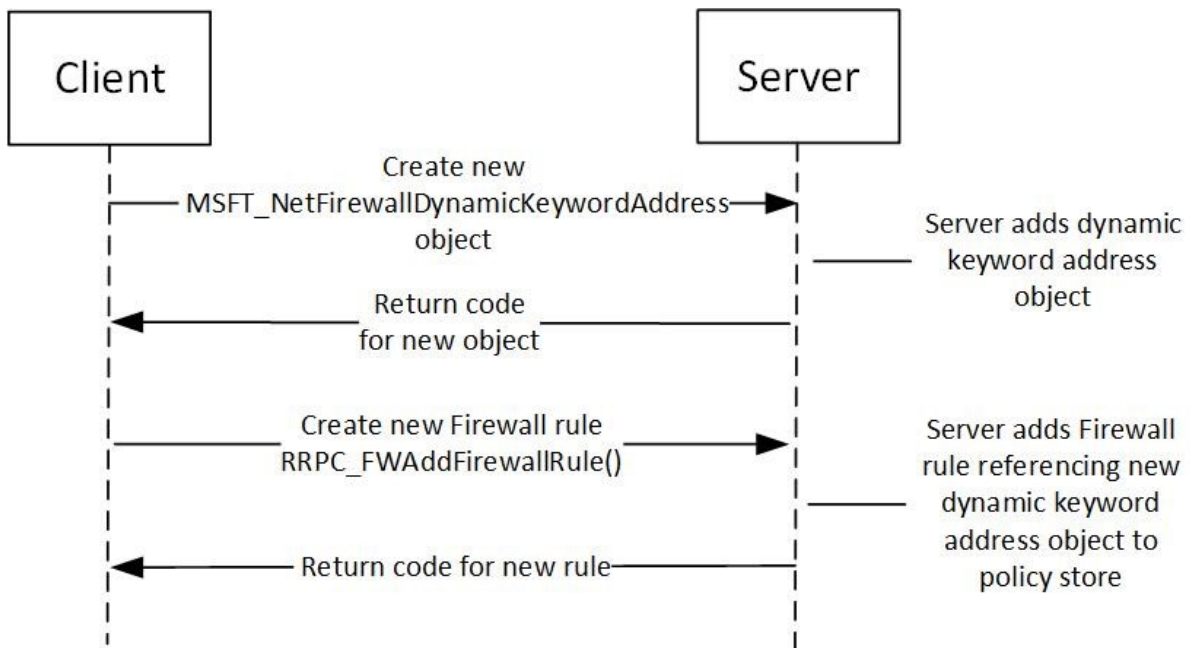 Client
Server
Create new
MSFT_NetFirewallDynamicKeywordAddress
object
Server adds dynamic
keyword address
object
Return code
for new object
Create new Firewall rule
RRPC_FWAddFirewallRule()
Server adds Firewall
rule referencing new
dynamic keyword
address object to
policy store
Return code for new rule